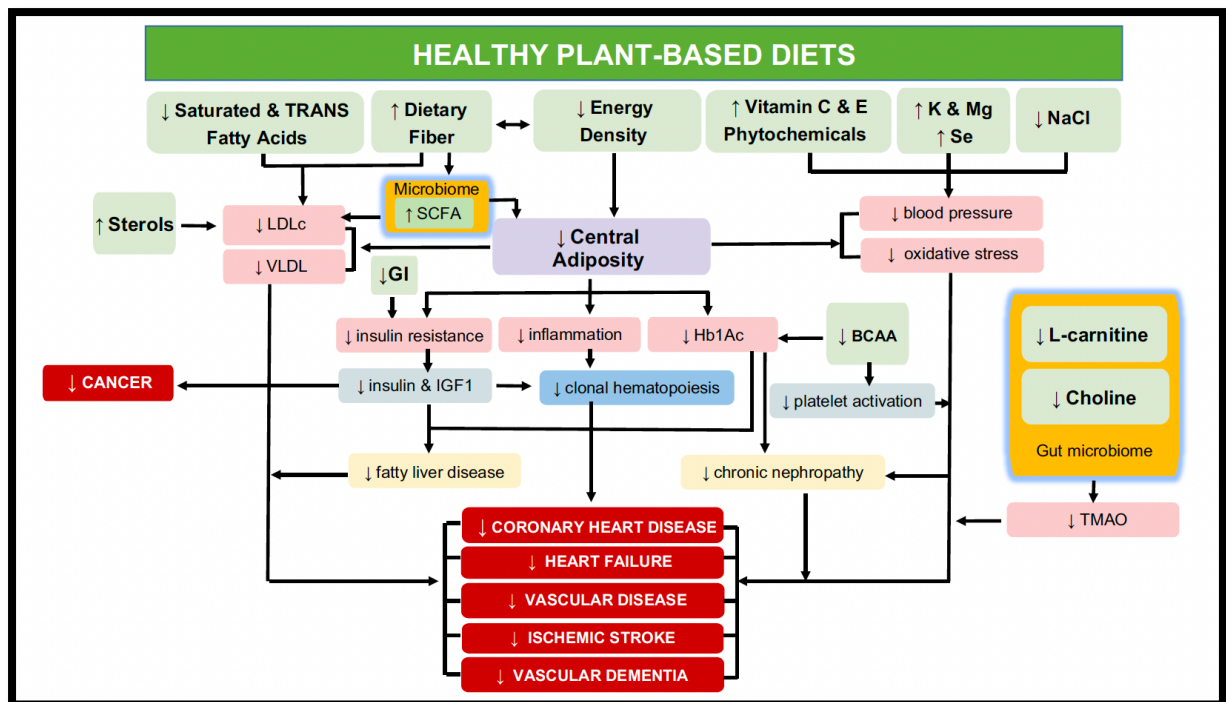 HEALTHY PLANT-BASED DIETS
↓ Saturated & TRANS
Fatty Acids
↑ Dietary
Fiber
↓ Energy
Density
↑ Vitamin C & E
Phytochemicals
↑ K & Mg
↑ Se
↓ NaCl
Microbiome
↑ SCFA
↑ Sterols
↓ LDLc
↓ VLDL
↓ Central
Adiposity
↓ blood pressure
↓ oxidative stress
↓GI
↓ insulin resistance
↓ inflammation
↓ Hb1Ac
↓ BCAA
↓ L-carnitine
↓ Choline
Gut microbiome
↓ CANCER
↓ insulin & IGF1
↓ clonal hematopoiesis
↓ platelet activation
↓ fatty liver disease
↓ chronic nephropathy
↓ TMAO
↓ CORONARY HEART DISEASE
↓ HEART FAILURE
↓ VASCULAR DISEASE
↓ ISCHEMIC STROKE
↓ VASCULAR DEMENTIA